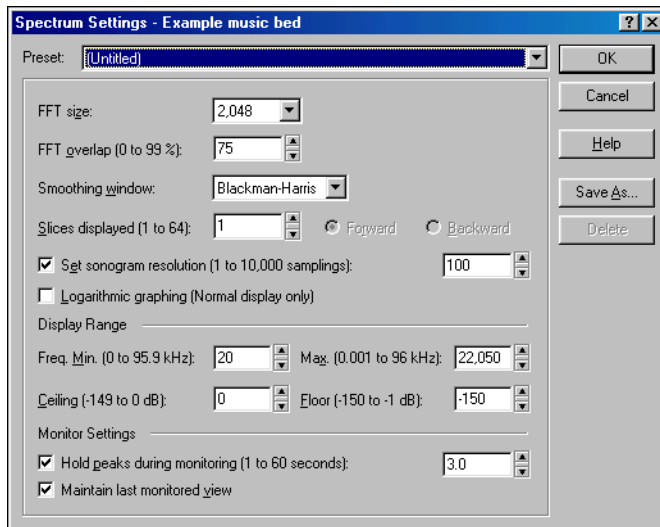 Spectrum Settings - Example music bed
Preset: (Untitled)
OK
Cancel
Help
Save As...
Delete
FFT size: 2,048
FFT overlap (0 to 99 %): 75
Smoothing window: Blackman-Harris
Slices displayed (1 to 64): 1 Forward Backward
Set sonogram resolution (1 to 10,000 samplings): 100
Logarithmic graphing (Normal display only)
Display Range
Freq. Min. (0 to 95.9 kHz): 20 Max. (0.001 to 96 kHz): 22,050
Ceiling (-149 to 0 dB): 0 Floor (-150 to -1 dB): -150
Monitor Settings
Hold peaks during monitoring (1 to 60 seconds): 3.0
Maintain last monitored view